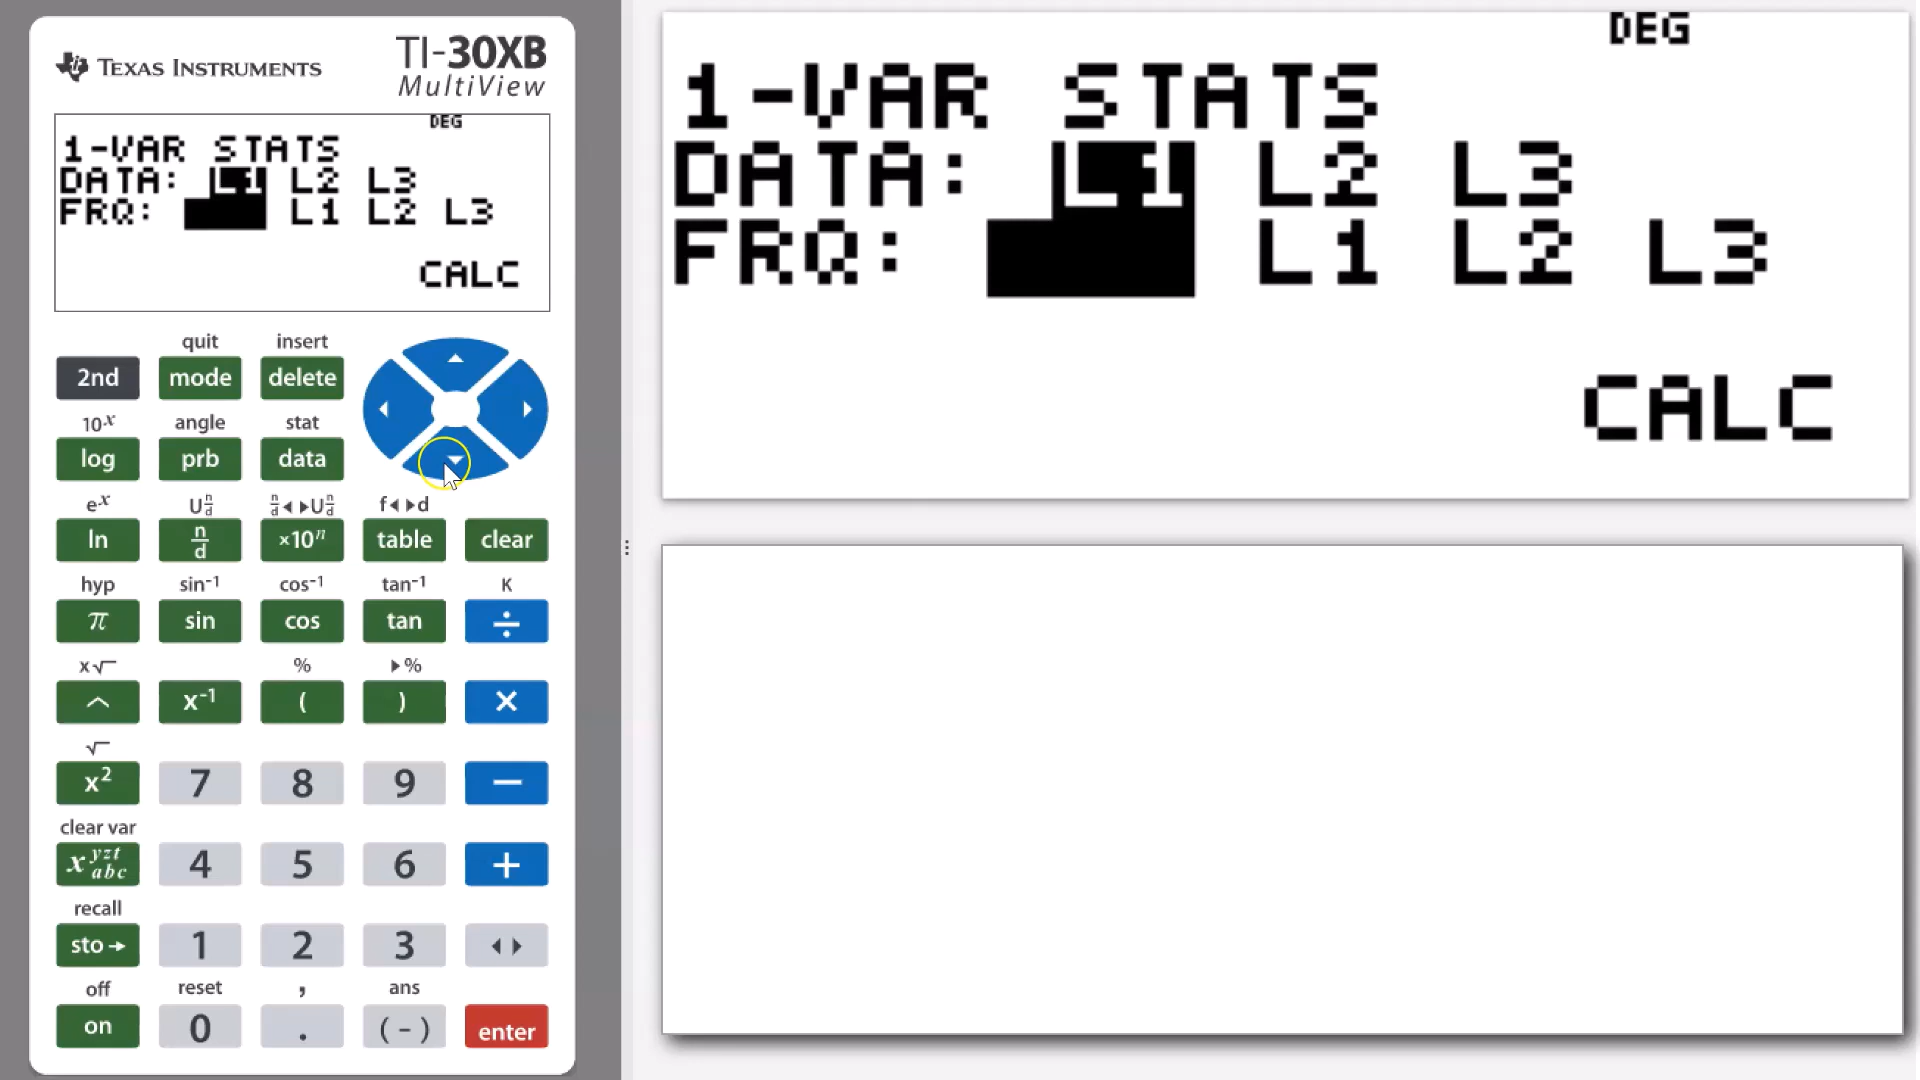 TEXAS INSTRUMENTS
TI-30XB
MultiView
DEG
1-VAR STATS
DATA: L1 L2 L3
FRQ: L1 L2 L3
CALC
quit insert
2nd mode delete
10^x angle stat
log prb data
e^x U n/d n/d ◄►U n/d f◄►d
ln n/d ×10^n table clear
hyp sin⁻¹ cos⁻¹ tan⁻¹ K
π sin cos tan ÷
x√ % ►%
^ x⁻¹ ( ) ×
√
x² 7 8 9 −
clear var
x yzt abc 4 5 6 +
recall
sto→ 1 2 3 ◄►
off reset , ans
on 0 . (-) enter
DEG
1-VAR STATS
DATA: L1 L2 L3
FRQ: L1 L2 L3
CALC